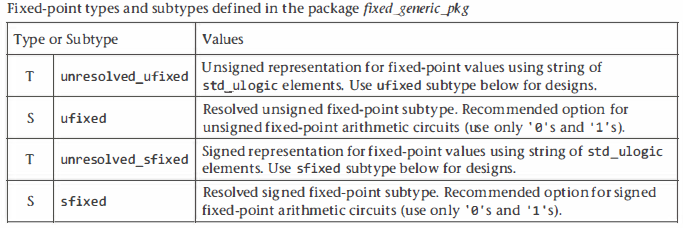 Fixed-point types and subtypes defined in the package fixed_generic_pkg
Type or Subtype Values
T unresolved_ufixed Unsigned representation for fixed-point values using string of
std_ulogic elements. Use ufixed subtype below for designs.
S ufixed Resolved unsigned fixed-point subtype. Recommended option for
unsigned fixed-point arithmetic circuits (use only '0's and '1's).
T unresolved_sfixed Signed representation for fixed-point values using string of std_ulogic
elements. Use sfixed subtype below for designs.
S sfixed Resolved signed fixed-point subtype. Recommended option for signed
fixed-point arithmetic circuits (use only '0's and '1's).